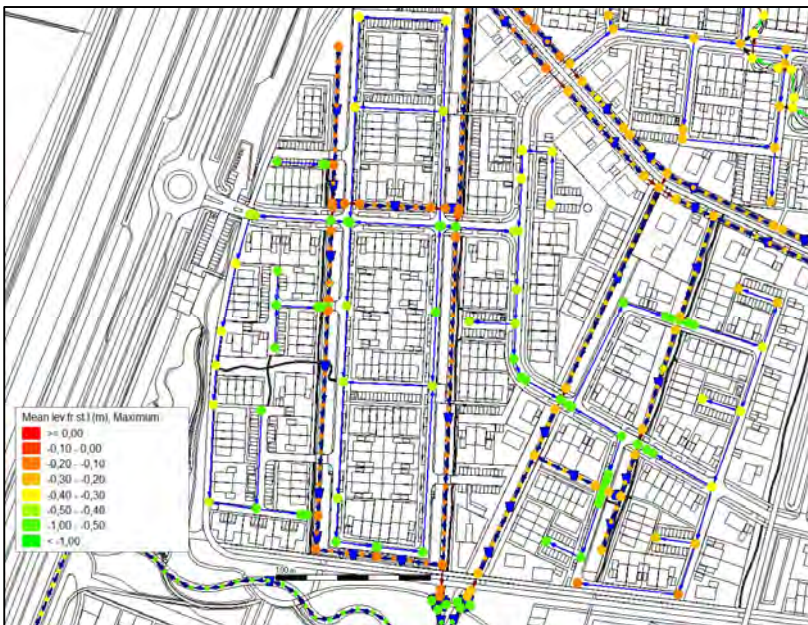 Mean lev.fr st.l (m), Maximum
>= 0,00
-0,10 - 0,00
-0,20 - -0,10
-0,30 - -0,20
-0,40 - -0,30
-0,50 - -0,40
-1,00 - -0,50
< -1,00
100 m